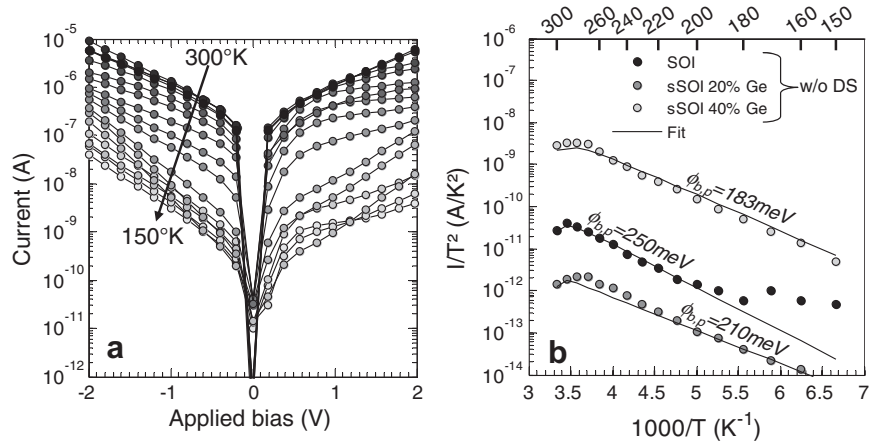 10⁻⁴
10⁻⁵
10⁻⁶
10⁻⁷
10⁻⁸
10⁻⁹
10⁻¹⁰
10⁻¹¹
10⁻¹²
Current (A)
300°K
150°K
a
-2 -1 0 1 2
Applied bias (V)
300 260 240 220 200 180 160 150
10⁻⁶
10⁻⁷
10⁻⁸
10⁻⁹
10⁻¹⁰
10⁻¹¹
10⁻¹²
10⁻¹³
10⁻¹⁴
I/T² (A/K²)
SOI
sSOI 20% Ge
sSOI 40% Ge
w/o DS
Fit
ϕb,p=183meV
ϕb,p=250meV
ϕb,p=210meV
b
3 3.5 4 4.5 5 5.5 6 6.5 7
1000/T (K⁻¹)